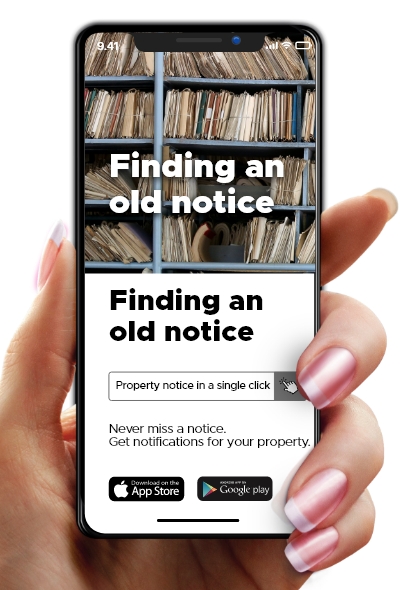 9.41
Finding an
old notice
Finding an
old notice
Property notice in a single click
Never miss a notice.
Get notifications for your property.
Download on the
App Store
ANDROID APP ON
Google play